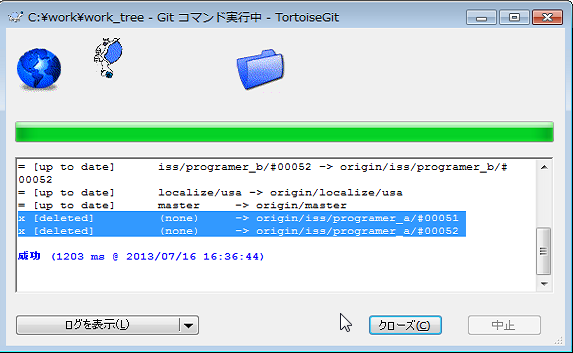 C:¥work¥work_tree - Git コマンド実行中 - TortoiseGit
= [up to date]      iss/programer_b/#00052 -> origin/iss/programer_b/#
00052
= [up to date]      localize/usa -> origin/localize/usa
= [up to date]      master     -> origin/master
x [deleted]         (none)     -> origin/iss/programer_a/#00051
x [deleted]         (none)     -> origin/iss/programer_a/#00052
成功 (1203 ms @ 2013/07/16 16:36:44)
ログを表示(L)
クローズ(C)
中止